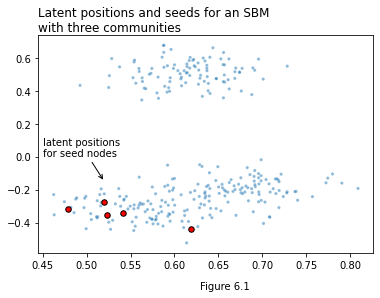 Latent positions and seeds for an SBM
with three communities
0.6
0.4
0.2
0.0
−0.2
−0.4
latent positions
for seed nodes
0.45 0.50 0.55 0.60 0.65 0.70 0.75 0.80
Figure 6.1